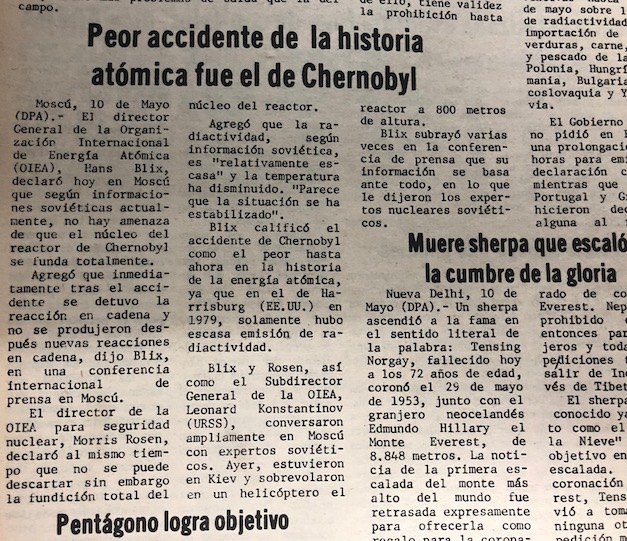 campo.
la prohibición hasta
Peor accidente de la historia
atómica fue el de Chernobyl
Moscú, 10 de Mayo
(DPA).- El director
General de la Organi-
zación Internacional
de Energía Atómica
(OIEA), Hans Blix,
declaró hoy en Moscú
que según informacio-
nes soviéticas actual-
mente, no hay amenaza
de que el núcleo del
reactor de Chernobyl
se funda totalmente.
Agregó que inmedia-
tamente tras el acci-
dente se detuvo la
reacción en cadena y
no se produjeron des-
pués nuevas reacciones
en cadena, dijo Blix,
en una conferencia
internacional de
prensa en Moscú.
El director de la
OIEA para seguridad
nuclear, Morris Rosen,
declaró al mismo tiem-
po que no se puede
descartar sin embargo
la fundición total del
núcleo del reactor.
Agregó que la ra-
diactividad, según
información soviética,
es "relativamente es-
casa" y la temperatura
ha disminuido. "Parece
que la situación se ha
estabilizado".
Blix calificó el
accidente de Chernobyl
como el peor hasta
ahora en la historia
de la energía atómica,
ya que en el de Ha-
rrisburg (EE.UU.) en
1979, solamente hubo
escasa emisión de ra-
diactividad.
Blix y Rosen, así
como el Subdirector
General de la OIEA,
Leonard Konstantinov
(URSS), conversaron
ampliamente en Moscú
con expertos soviéti-
cos. Ayer, estuvieron
en Kiev y sobrevolaron
en un helicóptero el
reactor a 800 metros
de altura.
Blix subrayó varias
veces en la conferen-
cia de prensa que su
información se basa
ante todo, en lo que
le dijeron los exper-
tos nucleares soviéti-
cos.
de mayo sobre
de radiactividad
importación de
verduras, carne,
y pescado de la
Polonia, Hungrí
manía, Bulgaria
coslovaquia y Y
via.
El Gobierno
no pidió en
una prolongació
horas para emi
declaración c
mientras que
Portugal y G
hicieron dec
alguna al
Muere sherpa que escaló
la cumbre de la gloria
Nueva Delhi, 10 de
Mayo (DPA).- Un sherpa
ascendió a la fama en
el sentido literal de
la palabra: Tensing
Norgay, fallecido hoy
a los 72 años de edad,
coronó el 29 de mayo
de 1953, junto con el
granjero neocelandés
Edmundo Hillary el
Monte Everest, de
8.848 metros. La noti-
cia de la primera es-
calada del monte más
alto del mundo fue
retrasada expresamente
para ofrecerla como
regalo para la corona-
rado de co
Everest. Nep
prohibido e
entonces par
jeros y toda
pediciones t
salir de Ind
vés de Tibet
El sherpa
conocido ya
to como el
la Nieve"
objetivo en
escalada.
coronación
rest, Tens
vió a toma
ninguna ot
pedición m
Pentágono logra objetivo